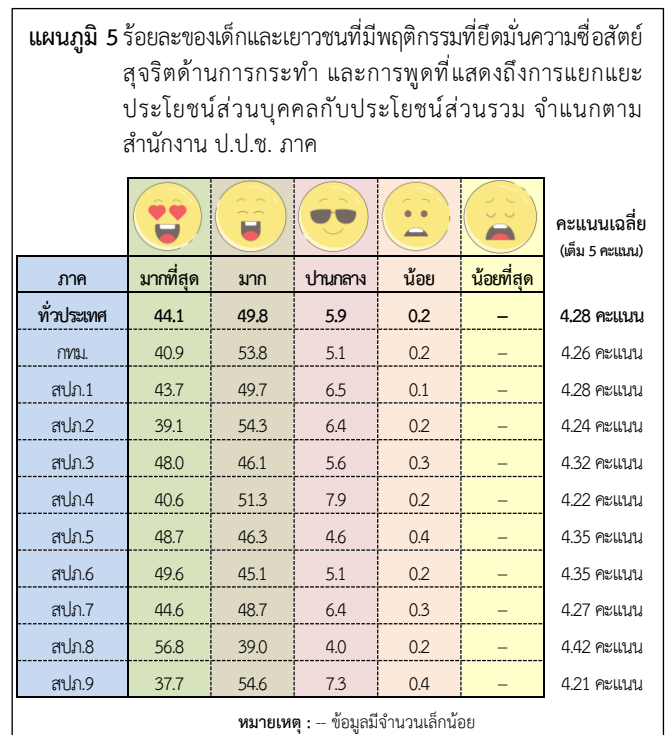 แผนภูมิ 5 ร้อยละของเด็กและเยาวชนที่มีพฤติกรรมที่ยึดมั่นความซื่อสัตย์
สุจริตด้านการกระทำ และการพูดที่แสดงถึงการแยกแยะ
ประโยชน์ส่วนบุคคลกับประโยชน์ส่วนรวม จำแนกตาม
สำนักงาน ป.ป.ช. ภาค
คะแนนเฉลี่ย
(เต็ม 5 คะแนน)
ภาค มากที่สุด มาก ปานกลาง น้อย น้อยที่สุด
ทั่วประเทศ 44.1 49.8 5.9 0.2 – 4.28 คะแนน
กทม. 40.9 53.8 5.1 0.2 – 4.26 คะแนน
สปภ.1 43.7 49.7 6.5 0.1 – 4.28 คะแนน
สปภ.2 39.1 54.3 6.4 0.2 – 4.24 คะแนน
สปภ.3 48.0 46.1 5.6 0.3 – 4.32 คะแนน
สปภ.4 40.6 51.3 7.9 0.2 – 4.22 คะแนน
สปภ.5 48.7 46.3 4.6 0.4 – 4.35 คะแนน
สปภ.6 49.6 45.1 5.1 0.2 – 4.35 คะแนน
สปภ.7 44.6 48.7 6.4 0.3 – 4.27 คะแนน
สปภ.8 56.8 39.0 4.0 0.2 – 4.42 คะแนน
สปภ.9 37.7 54.6 7.3 0.4 – 4.21 คะแนน
หมายเหตุ : -- ข้อมูลมีจำนวนเล็กน้อย